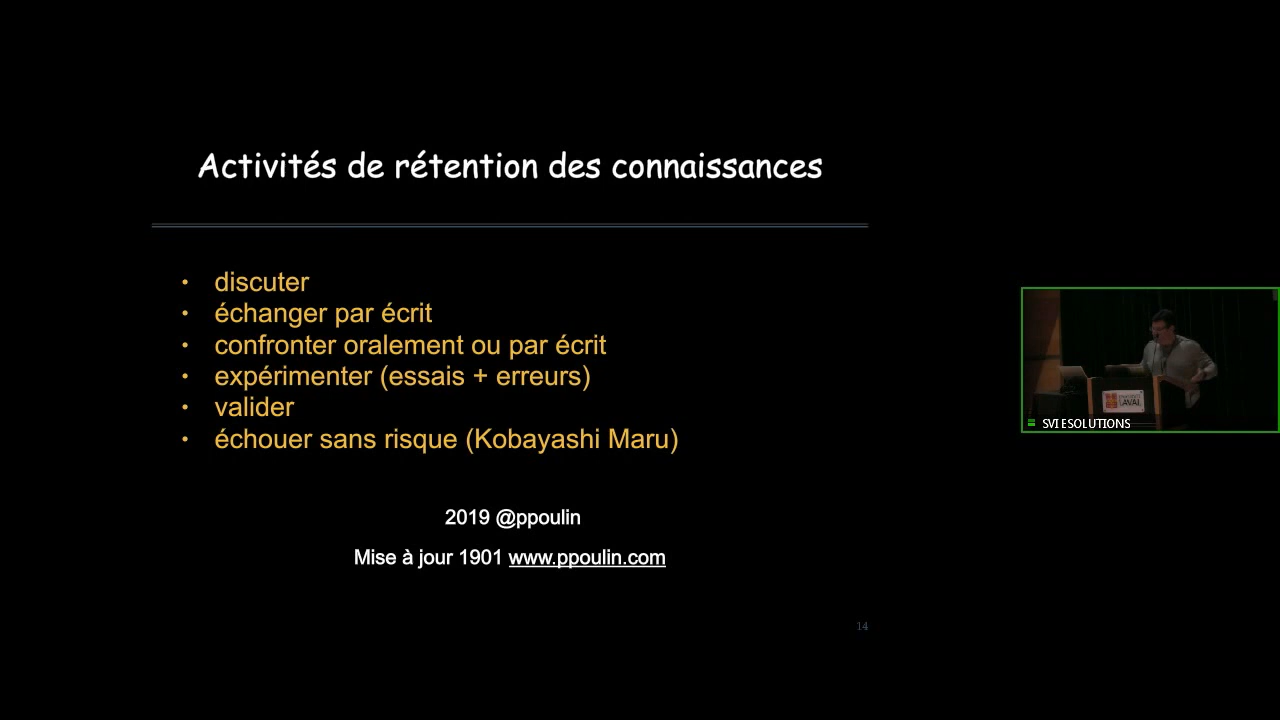 Activités de rétention des connaissances
• discuter
• échanger par écrit
• confronter oralement ou par écrit
• expérimenter (essais + erreurs)
• valider
• échouer sans risque (Kobayashi Maru)
2019 @ppoulin
Mise à jour 1901 www.ppoulin.com
14
LAVAL
SVI ESOLUTIONS